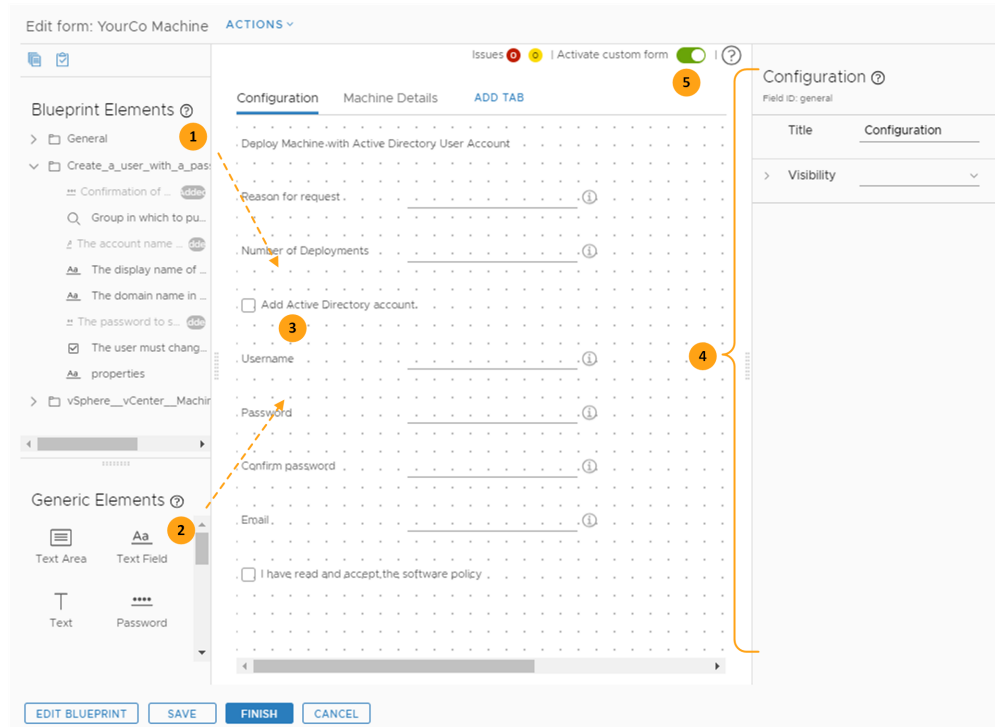 Edit form: YourCo Machine
ACTIONS
Issues 0 0 | Activate custom form | ?
5
Blueprint Elements ?
1
General
Create_a_user_with_a_pass
Confirmation of ... Added
Group in which to pu...
The account name ... dde
The display name of ...
The domain name in ...
The password to s... dde
The user must chang...
properties
vSphere__vCenter__Machin
Generic Elements ?
2
Text Area
Aa
Text Field
Text
Password
Configuration
Machine Details
ADD TAB
Deploy Machine with Active Directory User Account
Reason for request
Number of Deployments
Add Active Directory account.
3
Username
Password
Confirm password
Email
I have read and accept the software policy
4
Configuration ?
Field ID: general
Title Configuration
Visibility
EDIT BLUEPRINT
SAVE
FINISH
CANCEL